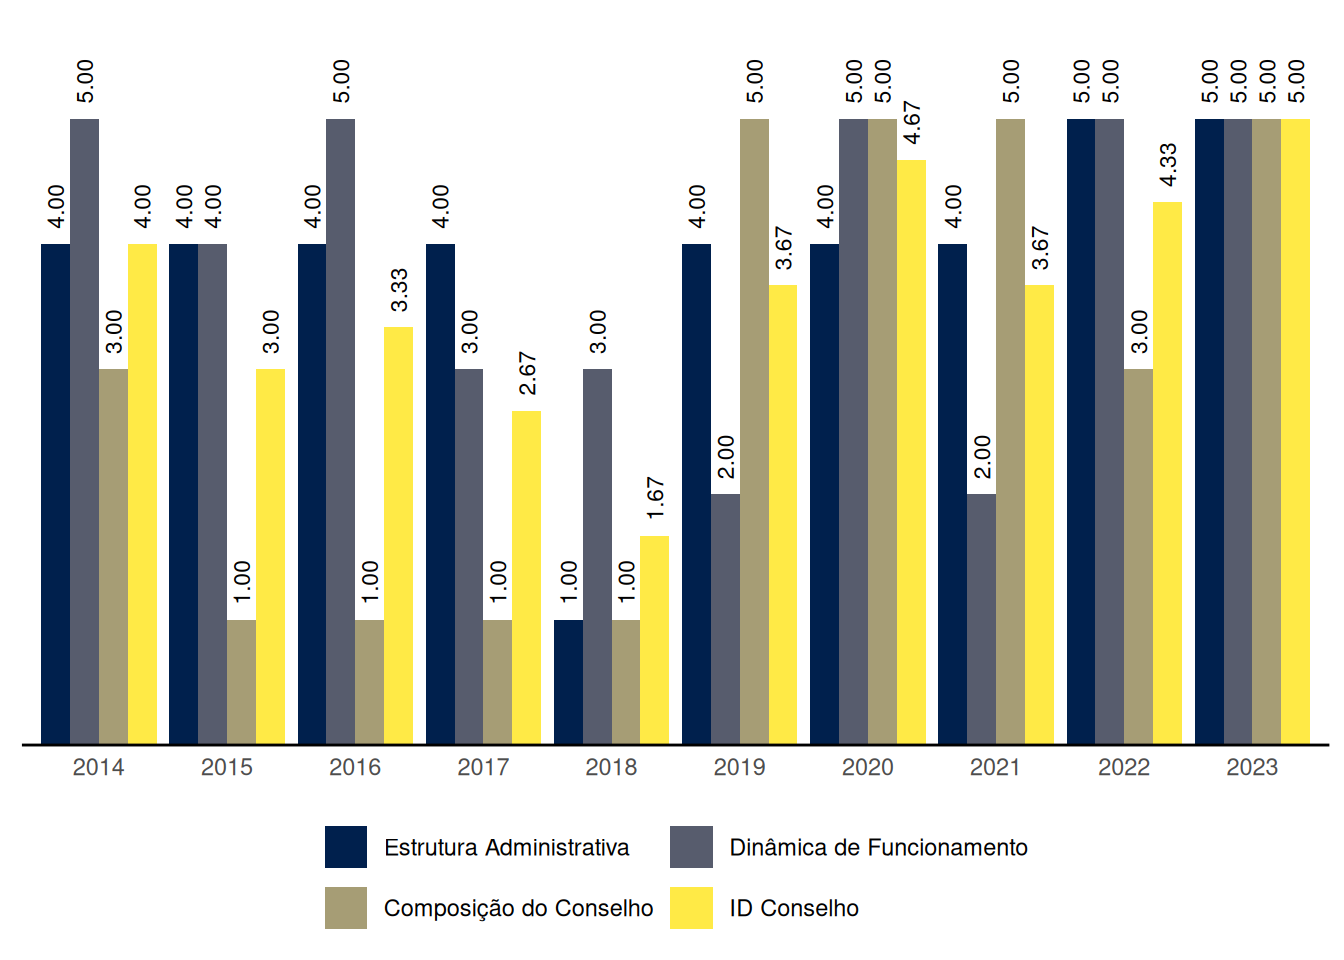 4.00 5.00 3.00 4.00
4.00 4.00 1.00 3.00
4.00 5.00 1.00 3.33
4.00 3.00 1.00 2.67
1.00 3.00 1.00 1.67
4.00 2.00 5.00 3.67
4.00 5.00 5.00 4.67
4.00 2.00 5.00 3.67
5.00 5.00 3.00 4.33
5.00 5.00 5.00 5.00
2014 2015 2016 2017 2018 2019 2020 2021 2022 2023
Estrutura Administrativa Dinâmica de Funcionamento
Composição do Conselho ID Conselho